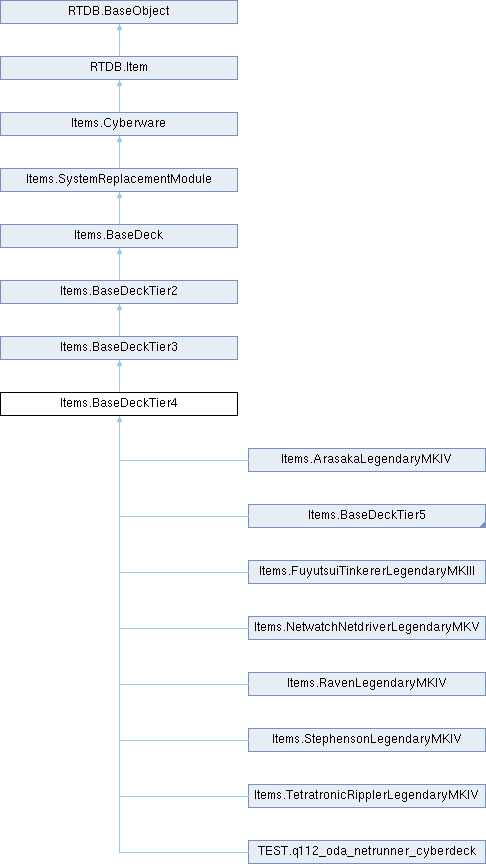 RTDB.BaseObject
RTDB.Item
Items.Cyberware
Items.SystemReplacementModule
Items.BaseDeck
Items.BaseDeckTier2
Items.BaseDeckTier3
Items.BaseDeckTier4
Items.ArasakaLegendaryMKIV
Items.BaseDeckTier5
Items.FuyutsuiTinkererLegendaryMKIII
Items.NetwatchNetdriverLegendaryMKV
Items.RavenLegendaryMKIV
Items.StephensonLegendaryMKIV
Items.TetratronicRipplerLegendaryMKIV
TEST.q112_oda_netrunner_cyberdeck